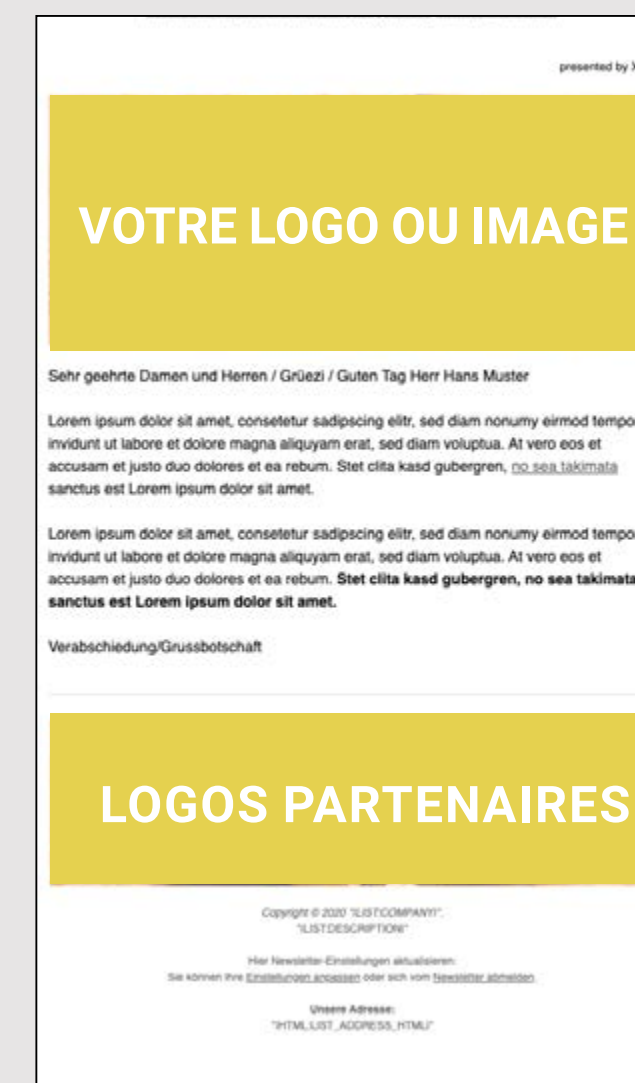 presented by X
VOTRE LOGO OU IMAGE
Sehr geehrte Damen und Herren / Grüezi / Guten Tag Herr Hans Muster
Lorem ipsum dolor sit amet, consetetur sadipscing elitr, sed diam nonumy eirmod tempo
invidunt ut labore et dolore magna aliquyam erat, sed diam voluptua. At vero eos et
accusam et justo duo dolores et ea rebum. Stet clita kasd gubergren, no sea takimata
sanctus est Lorem ipsum dolor sit amet.
Lorem ipsum dolor sit amet, consetetur sadipscing elitr, sed diam nonumy eirmod tempo
invidunt ut labore et dolore magna aliquyam erat, sed diam voluptua. At vero eos et
accusam et justo duo dolores et ea rebum. Stet clita kasd gubergren, no sea takimata
sanctus est Lorem ipsum dolor sit amet.
Verabschiedung/Grussbotschaft
LOGOS PARTENAIRES
Copyright © 2020 "!LIST:COMPANY!",
"!LIST:DESCRIPTION!"
Hier Newsletter-Einstellungen aktualisieren:
Sie können Ihre Einstellungen anpassen oder sich vom Newsletter abmelden.
Unsere Adresse:
"!HTML:LIST_ADDRESS_HTML!"